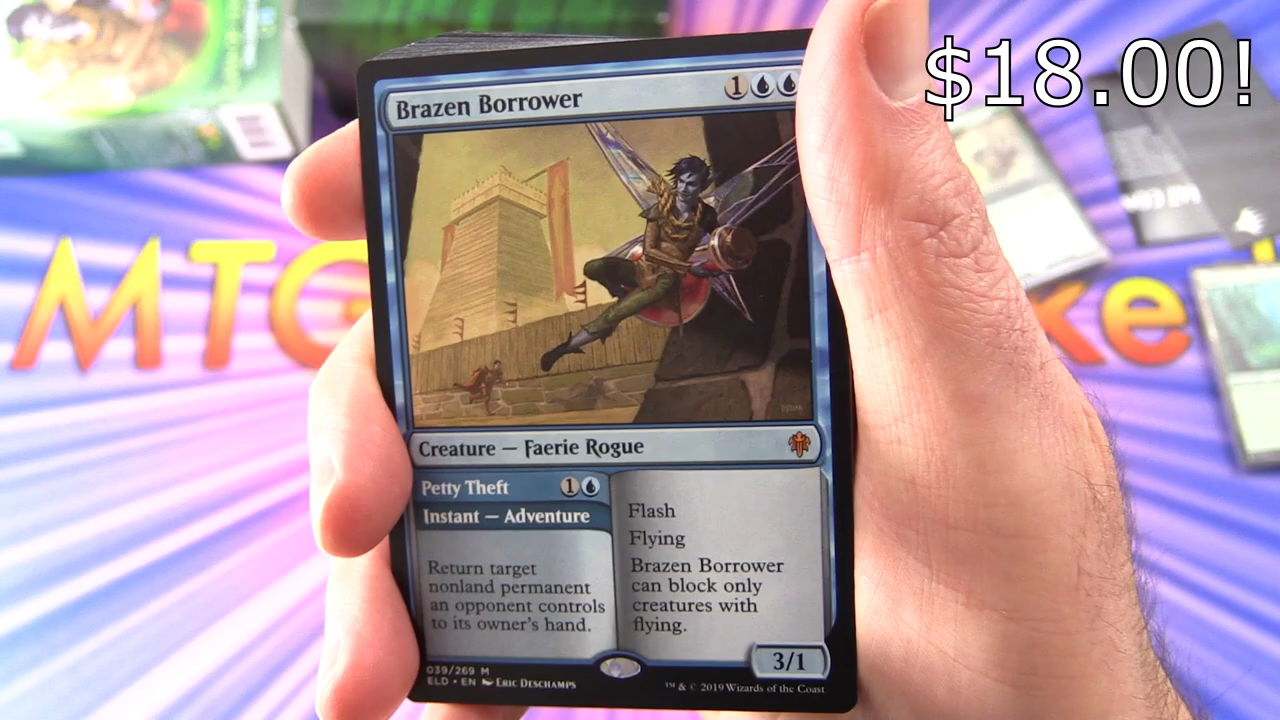 $18.00!
Brazen Borrower
1
MTG
ke
Creature — Faerie Rogue
Petty Theft
1
Instant — Adventure
Return target
nonland permanent
an opponent controls
to its owner's hand.
Flash
Flying
Brazen Borrower
can block only
creatures with
flying.
3/1
039/269 M
ELD • EN Eric Deschamps
™ & © 2019 Wizards of the Coast